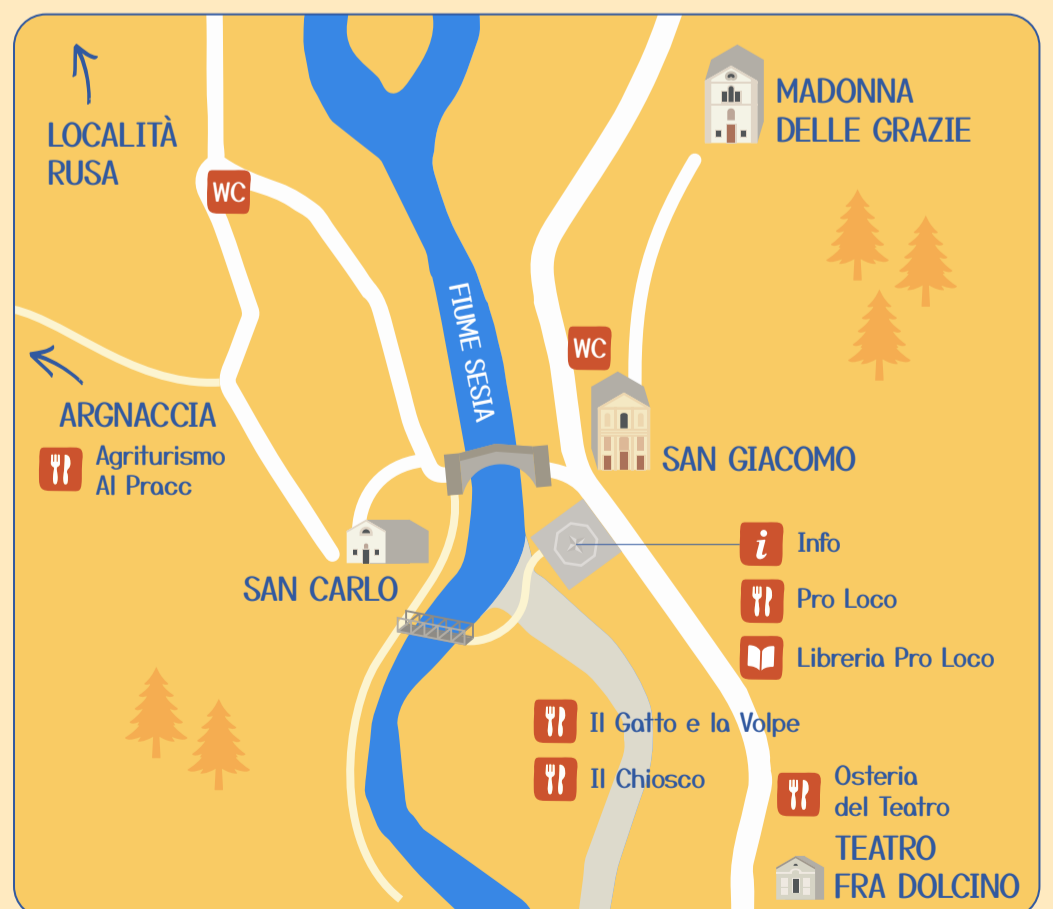 LOCALITÀ
RUSA
WC
MADONNA
DELLE GRAZIE
FIUME SESIA
WC
ARGNACCIA
Agriturismo
Al Pracc
SAN GIACOMO
SAN CARLO
i Info
Pro Loco
Libreria Pro Loco
Il Gatto e la Volpe
Il Chiosco
Osteria
del Teatro
TEATRO
FRA DOLCINO